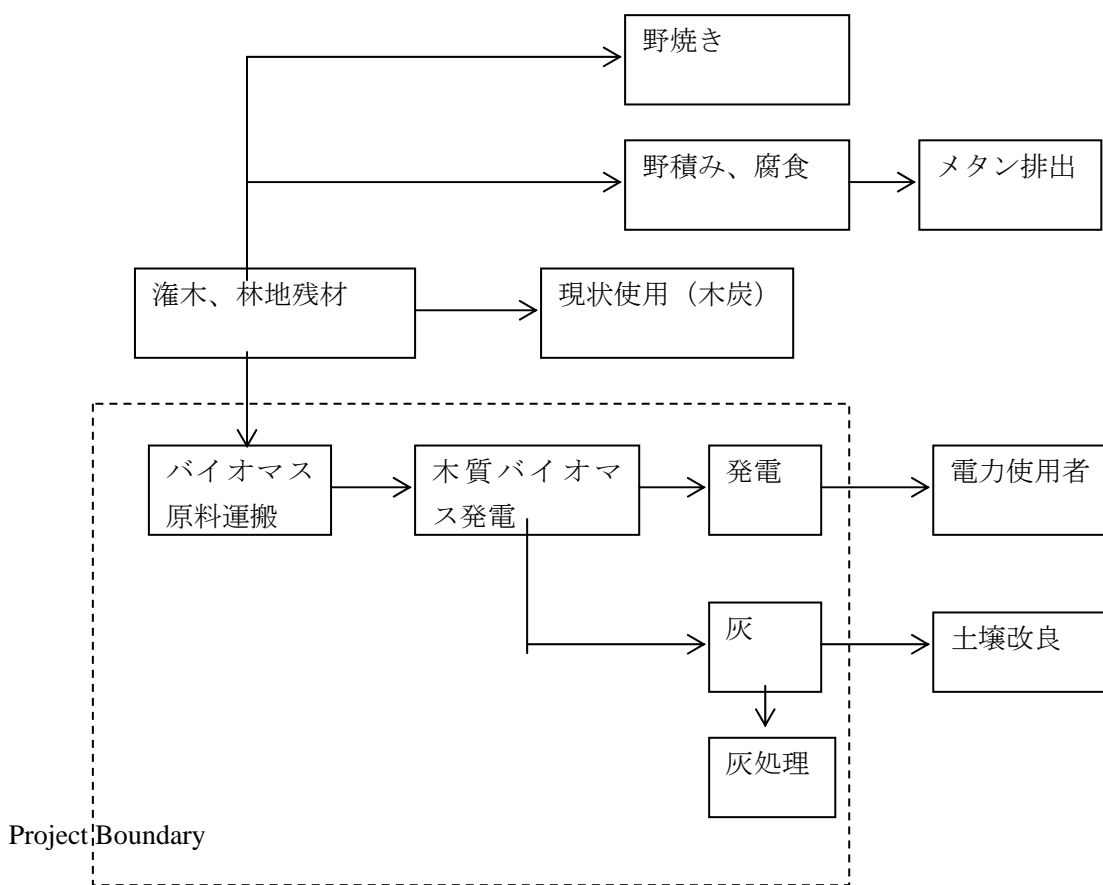 野焼き
野積み、腐食
メタン排出
潅木、林地残材
現状使用（木炭）
バイオマス
原料運搬
木質バイオマ
ス発電
発電
電力使用者
灰
土壌改良
灰処理
Project Boundary